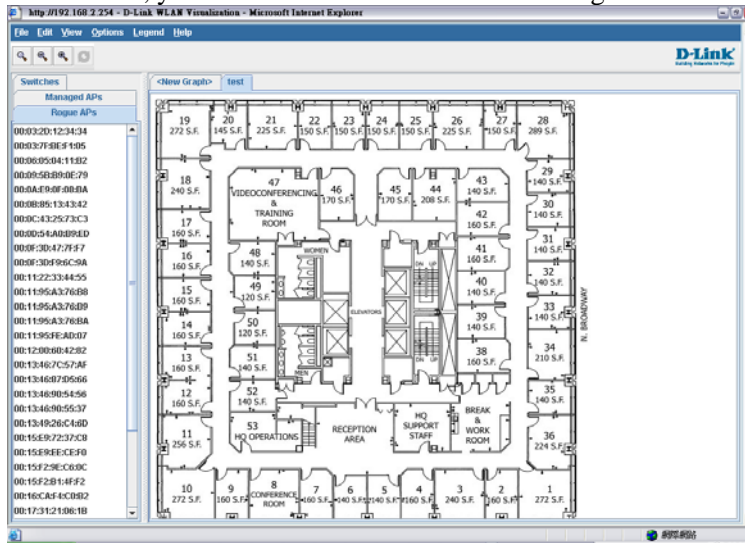 http://192.168.2.254 - D-Link WLAN Visualization - Microsoft Internet Explorer
File Edit View Options Legend Help
D-Link
Building Networks for People
Switches
Managed APs
Rogue APs
00:03:2D:12:34:34
00:03:7F:BE:F1:05
00:06:05:04:11:B2
00:09:5B:B9:0E:79
00:0A:E9:0F:00:DA
00:0B:85:13:43:42
00:0C:43:25:73:C3
00:0D:54:A0:B9:ED
00:0F:3D:47:7F:F7
00:0F:3D:F9:6C:9A
00:11:22:33:44:55
00:11:95:A3:76:B8
00:11:95:A3:76:B9
00:11:95:A3:76:BA
00:11:95:FE:AD:07
00:12:00:60:42:82
00:13:46:7C:57:AF
00:13:46:87:D5:66
00:13:46:90:54:56
00:13:46:90:55:37
00:13:49:26:C4:6D
00:15:E9:72:37:C8
00:15:E9:EE:CE:F0
00:15:F2:9E:C6:0C
00:15:F2:B1:4F:F2
00:16:CA:F4:C0:B2
00:17:31:21:06:1B
<New Graph> test
19 272 S.F.
20 145 S.F.
21 225 S.F.
22 150 S.F.
23 150 S.F.
24 150 S.F.
25 150 S.F.
26 225 S.F.
27 150 S.F.
28 289 S.F.
18 240 S.F.
47 VIDEOCONFERENCING & TRAINING ROOM
46 170 S.F.
45 170 S.F.
44 208 S.F.
43 140 S.F.
29 140 S.F.
17 160 S.F.
42 160 S.F.
30 140 S.F.
16 160 S.F.
48 140 S.F.
WOMEN
DN UP
41 160 S.F.
31 140 S.F.
15 160 S.F.
49 120 S.F.
40 140 S.F.
32 140 S.F.
14 160 S.F.
50 120 S.F.
ELEVATORS
39 140 S.F.
33 140 S.F.
N. BROADWAY
13 160 S.F.
51 140 S.F.
MEN
DN UP
38 160 S.F.
34 210 S.F.
12 160 S.F.
52 140 S.F.
35 140 S.F.
11 256 S.F.
53 HQ OPERATIONS
RECEPTION AREA
HQ SUPPORT STAFF
BREAK & WORK ROOM
36 224 S.F.
10 272 S.F.
9 160 S.F.
8 CONFERENCE ROOM
7 160 S.F.
6 140 S.F.
5 140 S.F.
4 160 S.F.
3 240 S.F.
2 160 S.F.
1 272 S.F.